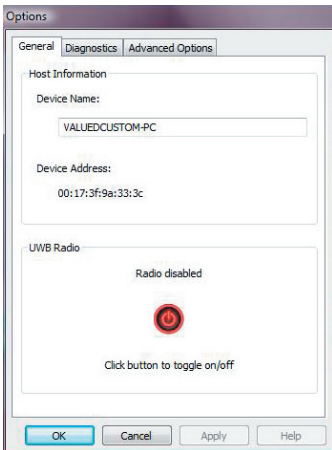 Options
General Diagnostics Advanced Options
Host Information
Device Name:
VALUEDCUSTOM-PC
Device Address:
00:17:3f:9a:33:3c
UWB Radio
Radio disabled
Click button to toggle on/off
OK Cancel Apply Help